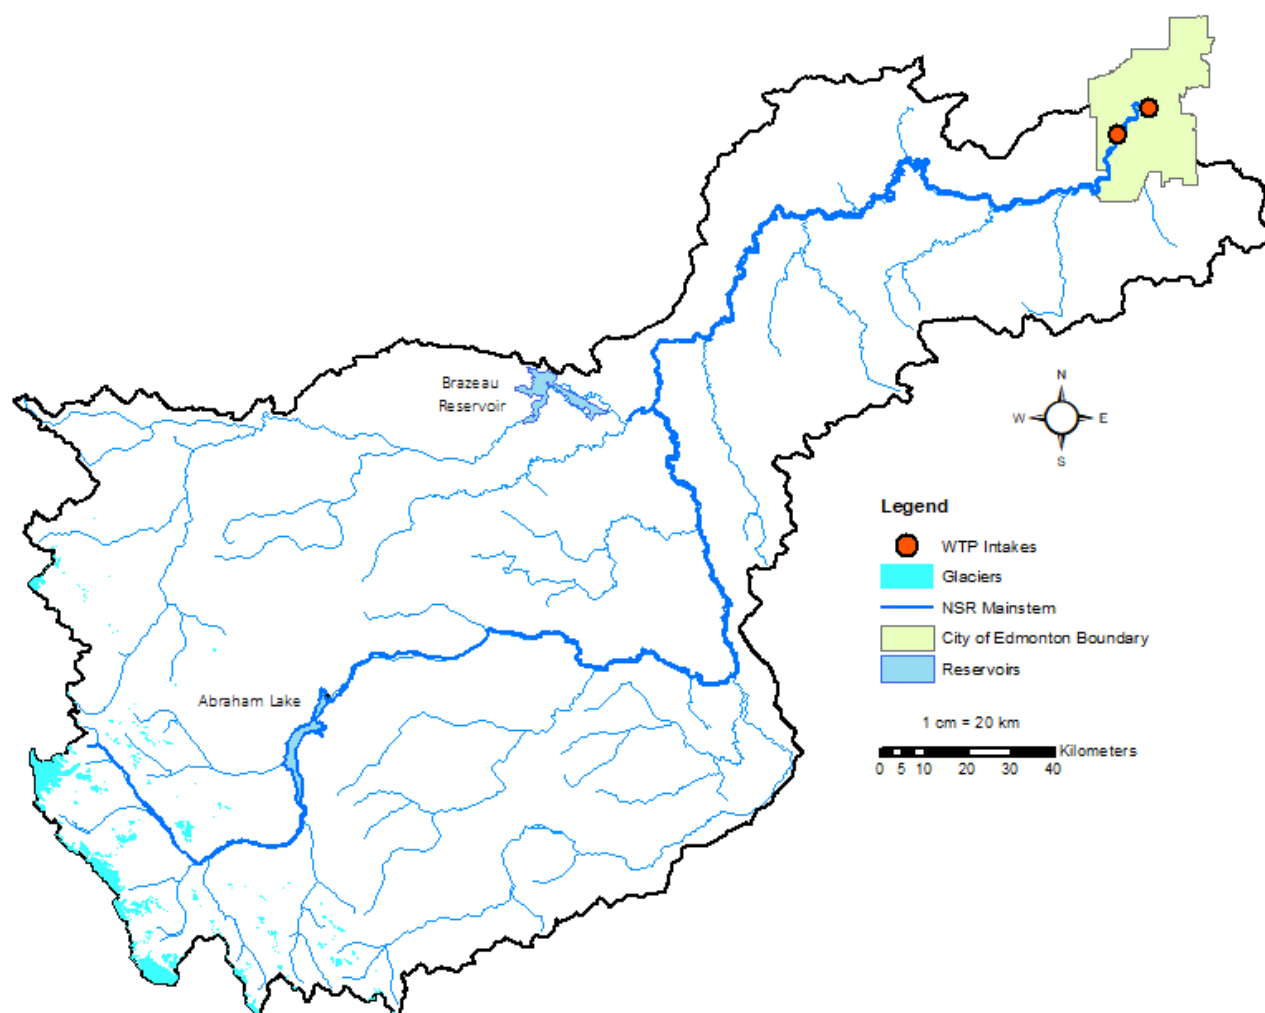 Brazeau
Reservoir
N
W E
S
Legend
WTP Intakes
Glaciers
NSR Mainstem
City of Edmonton Boundary
Reservoirs
Abraham Lake
1 cm = 20 km
Kilometers
0 5 10 20 30 40